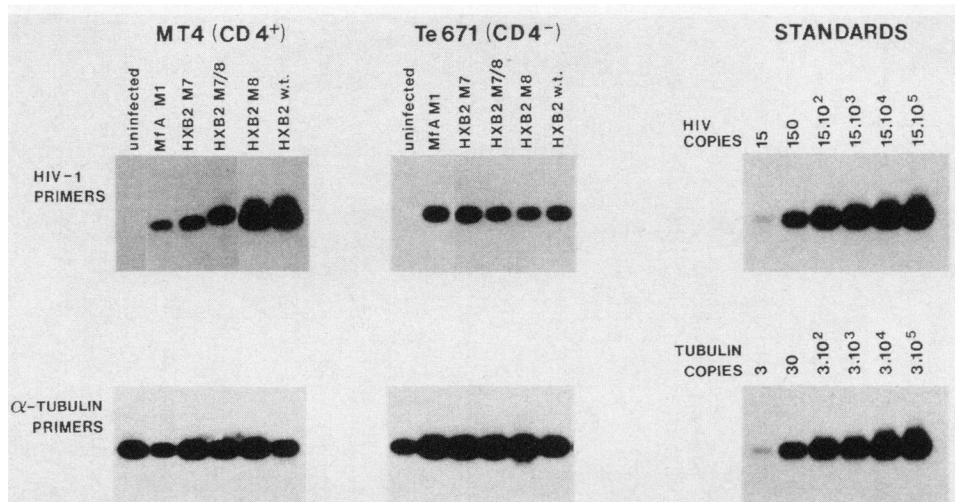 MT4 (CD4⁺)
Te671 (CD4⁻)
STANDARDS
uninfected
MfA M1
HXB2 M7
HXB2 M7/8
HXB2 M8
HXB2 w.t.
uninfected
MfA M1
HXB2 M7
HXB2 M7/8
HXB2 M8
HXB2 w.t.
HIV
COPIES
15
150
15.10²
15.10³
15.10⁴
15.10⁵
HIV-1
PRIMERS
TUBULIN
COPIES
3
30
3.10²
3.10³
3.10⁴
3.10⁵
α-TUBULIN
PRIMERS